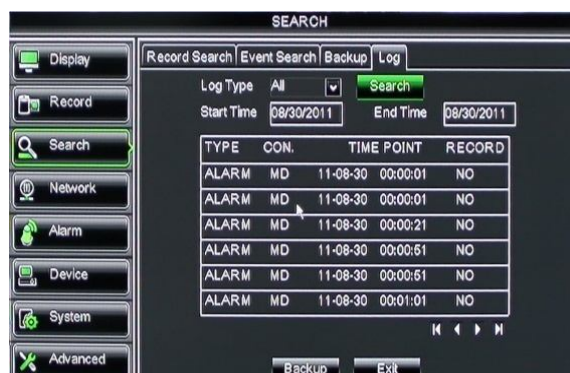 SEARCH
Display
Record
Search
Network
Alarm
Device
System
Advanced
Record Search Event Search Backup Log
Log Type All Search
Start Time 08/30/2011 End Time 08/30/2011
TYPE CON. TIME POINT RECORD
ALARM MD 11-08-30 00:00:01 NO
ALARM MD 11-08-30 00:00:01 NO
ALARM MD 11-08-30 00:00:21 NO
ALARM MD 11-08-30 00:00:51 NO
ALARM MD 11-08-30 00:00:51 NO
ALARM MD 11-08-30 00:01:01 NO
Backup Exit